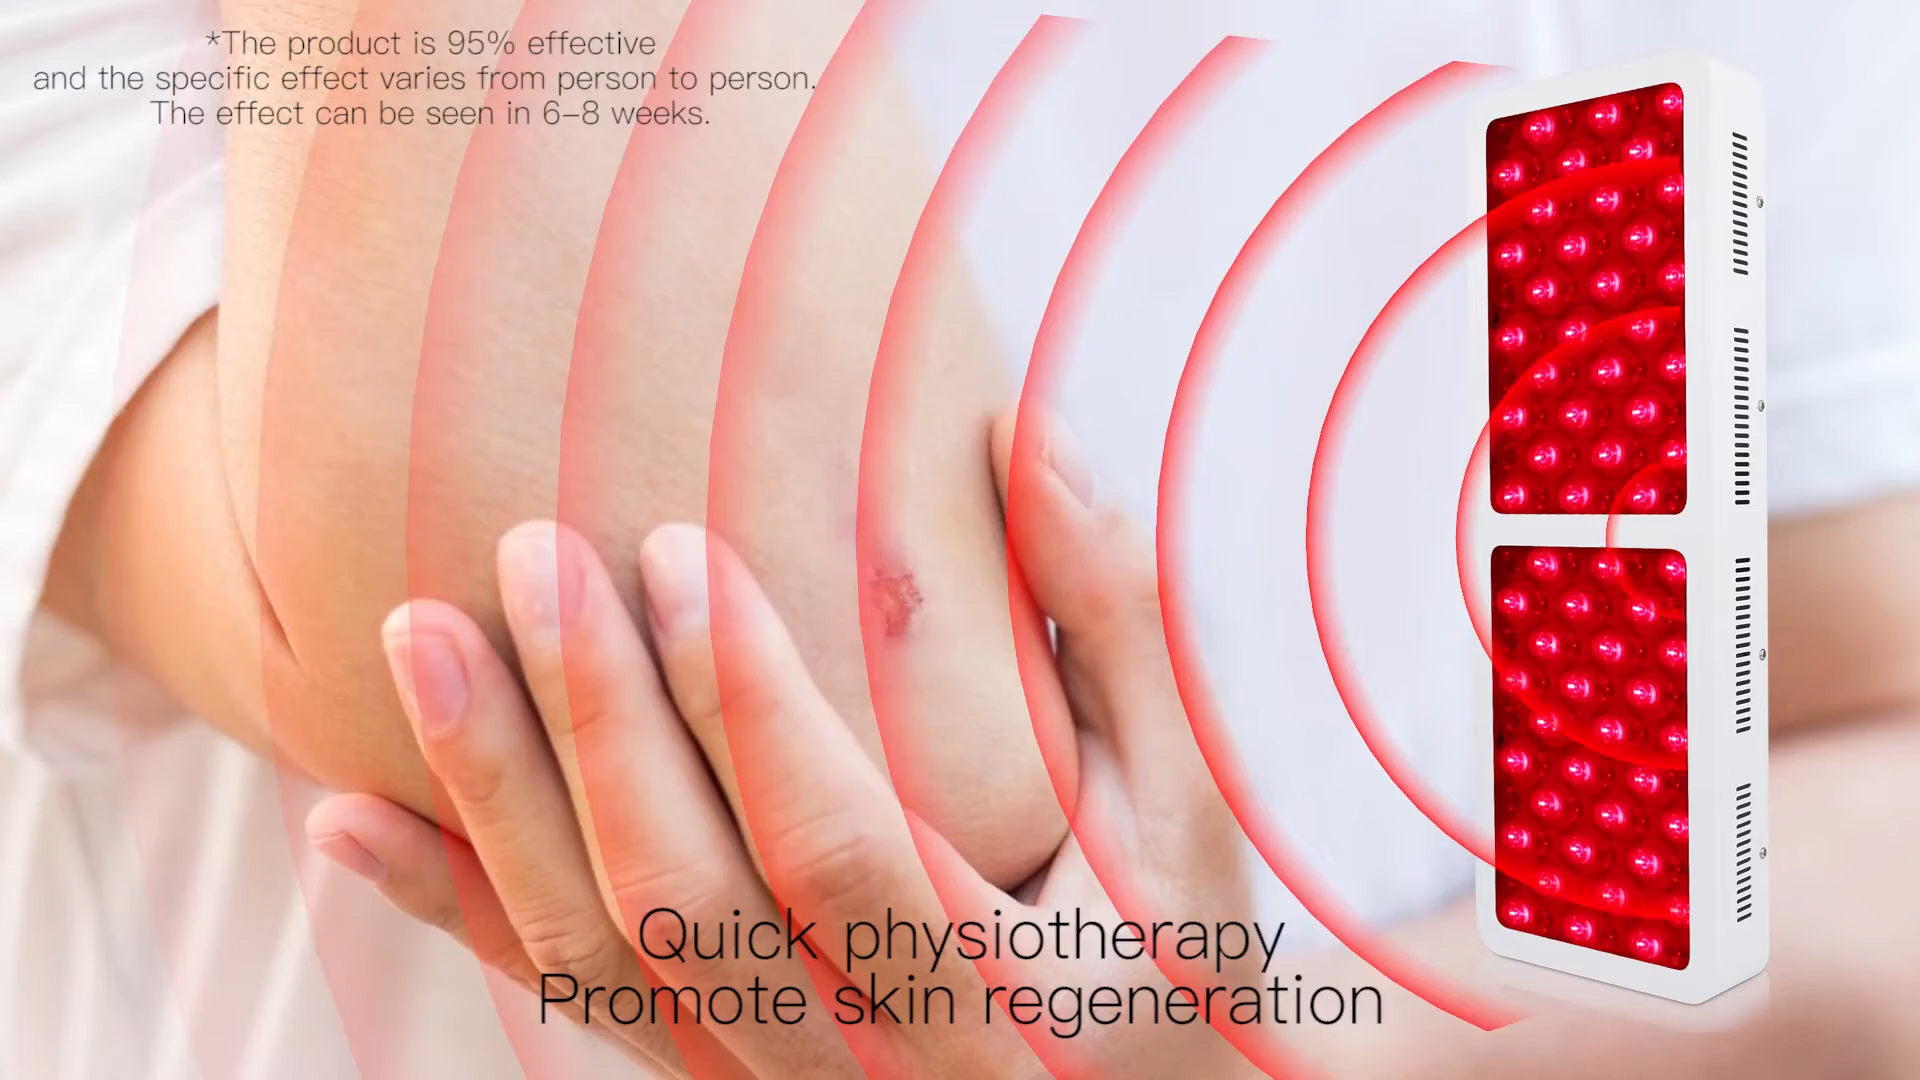 *The product is 95% effective
and the specific effect varies from person to person.
The effect can be seen in 6-8 weeks.
Quick physiotherapy
Promote skin regeneration